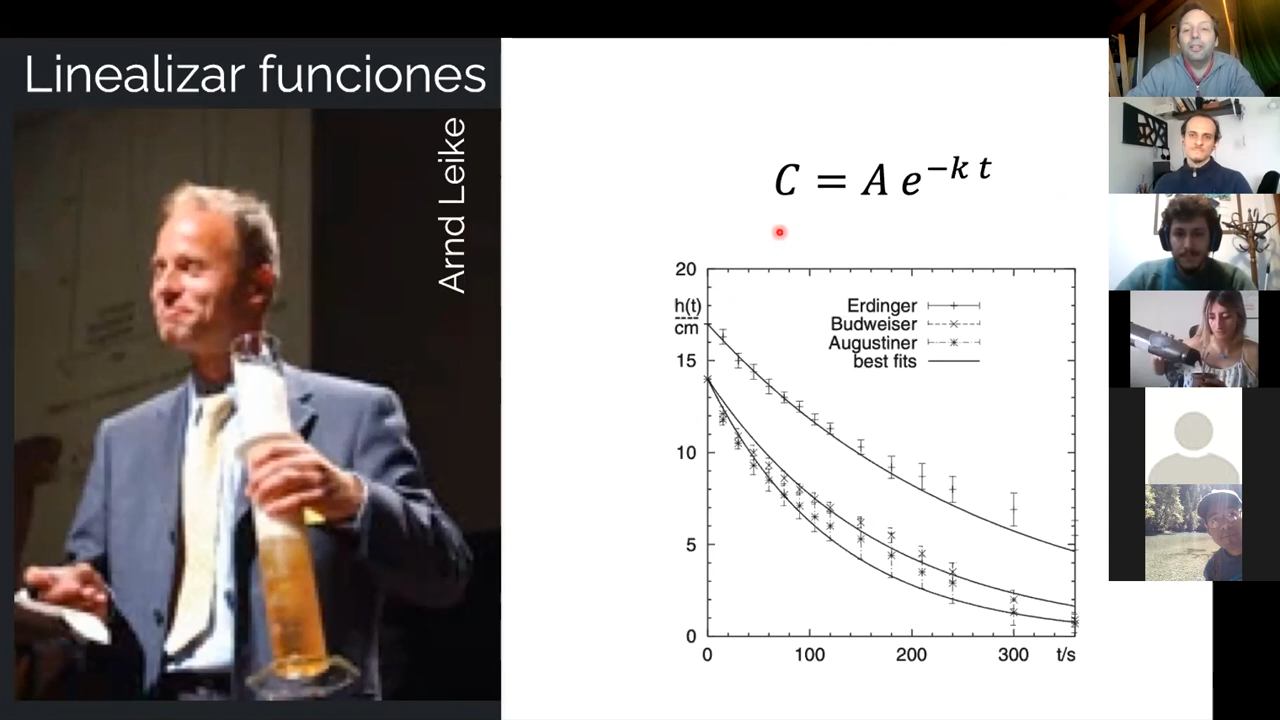 Linealizar funciones
Arnd Leike
C = A e^{-k t}
20
h(t)
cm
15
10
5
0
Erdinger
Budweiser
Augustiner
best fits
0 100 200 300 t/s